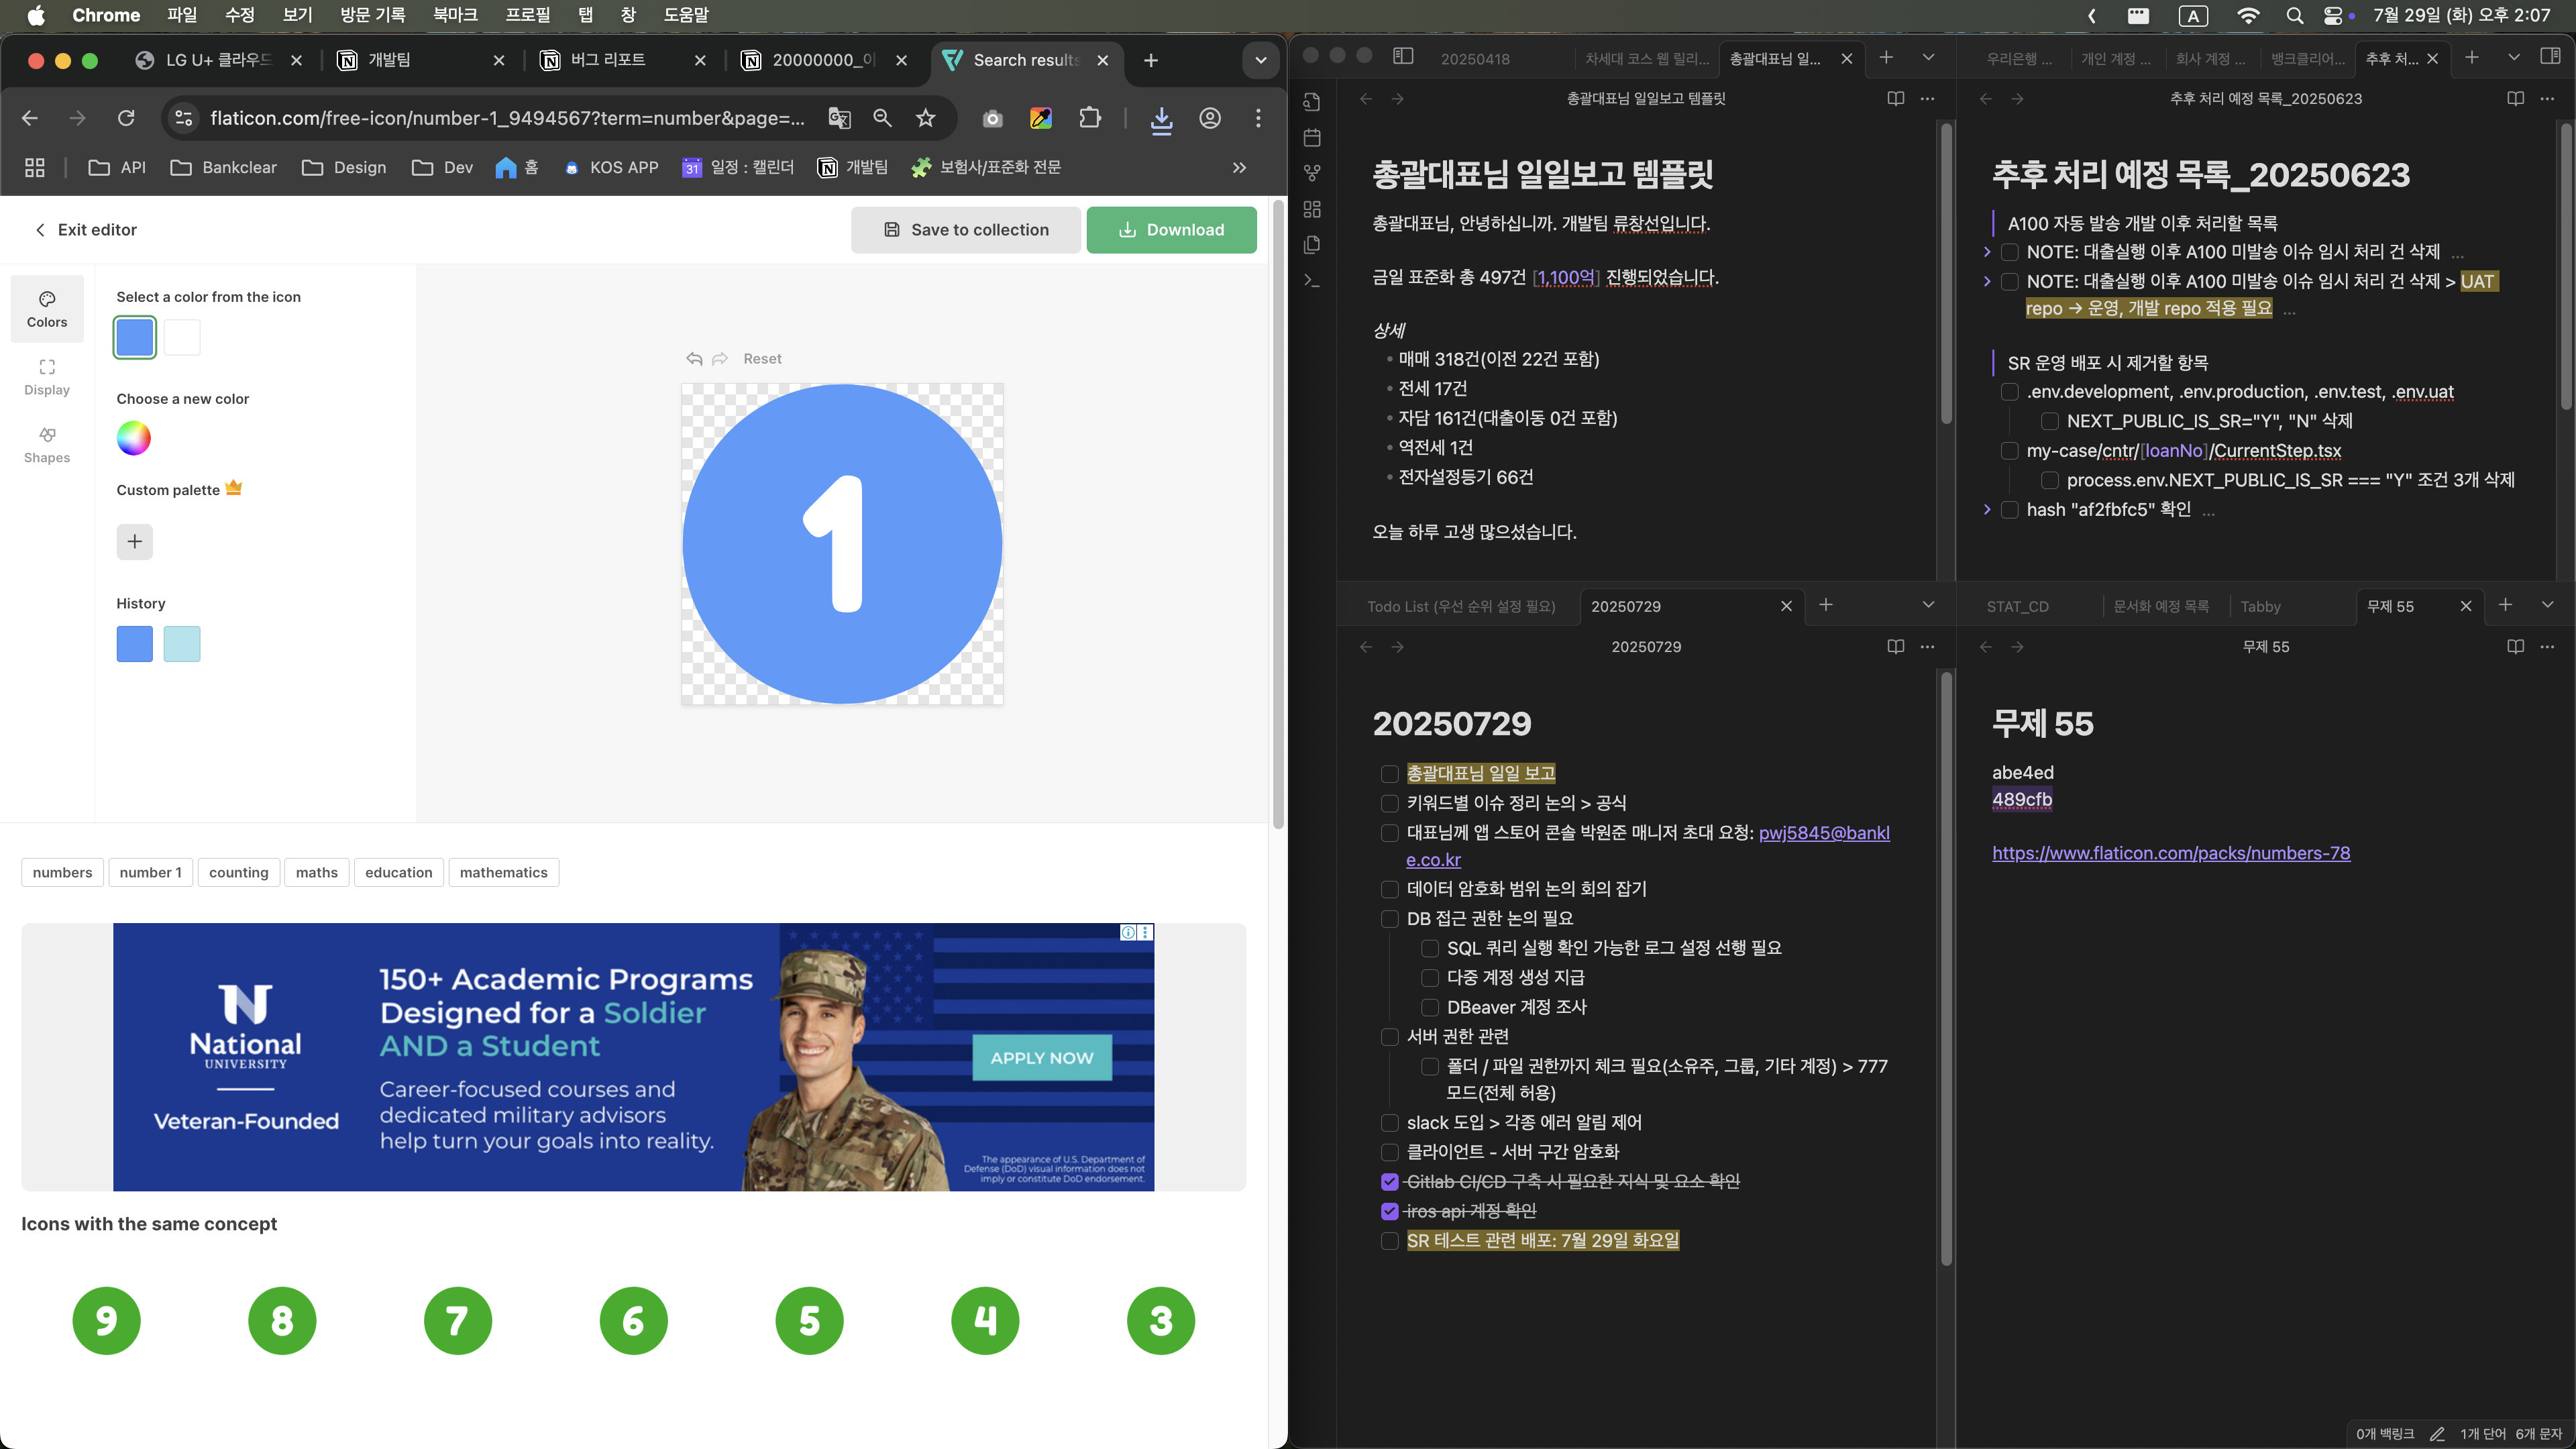 Chrome 파일 수정 보기 방문 기록 북마크 프로필 탭 창 도움말
A 7월 29일 (화) 오후 2:07
LG U+ 클라우드
개발팀
버그 리포트
20000000_이
Search results
flaticon.com/free-icon/number-1_9494567?term=number&page=...
API Bankclear Design Dev 홈 KOS APP 31 일정 : 캘린더 개발팀 보험사/표준화 전문
Exit editor
Save to collection
Download
Colors
Display
Shapes
Select a color from the icon
Choose a new color
Custom palette
History
Reset
1
numbers number 1 counting maths education mathematics
National
UNIVERSITY
Veteran-Founded
150+ Academic Programs
Designed for a Soldier
AND a Student
Career-focused courses and
dedicated military advisors
help turn your goals into reality.
APPLY NOW
The appearance of U.S. Department of
Defense (DoD) visual information does not
imply or constitute DoD endorsement.
Icons with the same concept
9 8 7 6 5 4 3
20250418 차세대 코스 웹 릴리... 총괄대표님 일...
총괄대표님 일일보고 템플릿
총괄대표님 일일보고 템플릿
총괄대표님, 안녕하십니까. 개발팀 류창선입니다.
금일 표준화 총 497건 [1,100억] 진행되었습니다.
상세
매매 318건(이전 22건 포함)
전세 17건
자담 161건(대출이동 0건 포함)
역전세 1건
전자설정등기 66건
오늘 하루 고생 많으셨습니다.
우리은행 ... 개인 계정 ... 회사 계정 ... 뱅크클리어... 추후 처...
추후 처리 예정 목록_20250623
추후 처리 예정 목록_20250623
A100 자동 발송 개발 이후 처리할 목록
NOTE: 대출실행 이후 A100 미발송 이슈 임시 처리 건 삭제 ...
NOTE: 대출실행 이후 A100 미발송 이슈 임시 처리 건 삭제 > UAT
repo → 운영, 개발 repo 적용 필요 ...
SR 운영 배포 시 제거할 항목
.env.development, .env.production, .env.test, .env.uat
NEXT_PUBLIC_IS_SR="Y", "N" 삭제
my-case/cntr/[loanNo]/CurrentStep.tsx
process.env.NEXT_PUBLIC_IS_SR === "Y" 조건 3개 삭제
hash "af2fbfc5" 확인 ...
Todo List (우선 순위 설정 필요) 20250729
20250729
20250729
총괄대표님 일일 보고
키워드별 이슈 정리 논의 > 공식
대표님께 앱 스토어 콘솔 박원준 매니저 초대 요청: pwj5845@bankl
e.co.kr
데이터 암호화 범위 논의 회의 잡기
DB 접근 권한 논의 필요
SQL 쿼리 실행 확인 가능한 로그 설정 선행 필요
다중 계정 생성 지급
DBeaver 계정 조사
서버 권한 관련
폴더 / 파일 권한까지 체크 필요(소유주, 그룹, 기타 계정) > 777
모드(전체 허용)
slack 도입 > 각종 에러 알림 제어
클라이언트 - 서버 구간 암호화
Gitlab CI/CD 구축 시 필요한 지식 및 요소 확인
iros api 계정 확인
SR 테스트 관련 배포: 7월 29일 화요일
STAT_CD 문서화 예정 목록 Tabby 무제 55
무제 55
무제 55
abe4ed
489cfb
https://www.flaticon.com/packs/numbers-78
0개 백링크 1개 단어 6개 문자